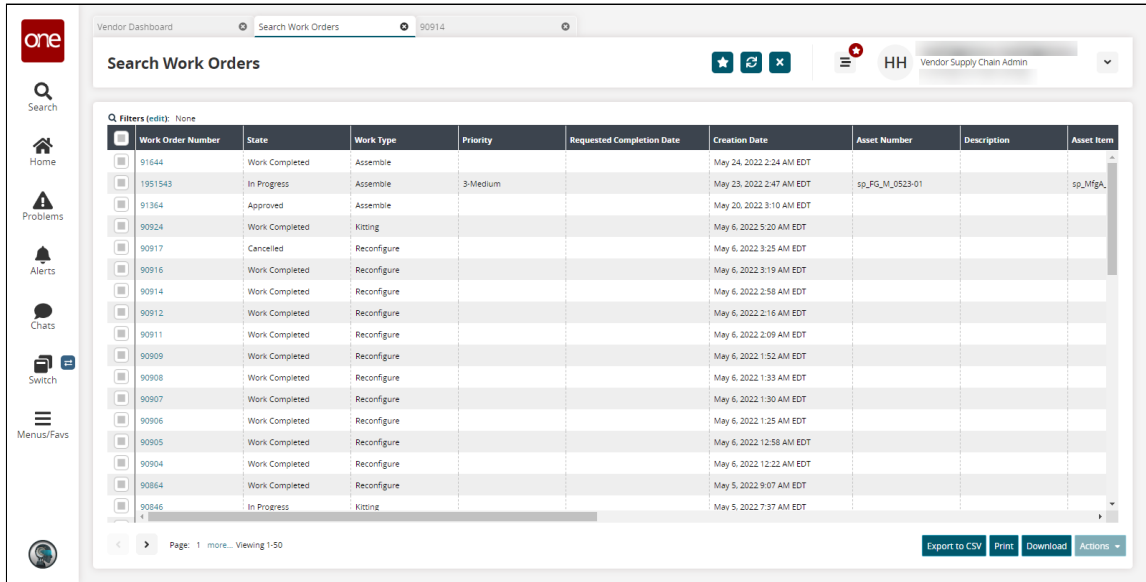 one
Vendor Dashboard Search Work Orders 90914
Search Work Orders
HH Vendor Supply Chain Admin
Search
Home
Problems
Alerts
Chats
Switch
Menus/Favs
Filters (edit): None
Work Order Number State Work Type Priority Requested Completion Date Creation Date Asset Number Description Asset Item
91644 Work Completed Assemble May 24, 2022 2:24 AM EDT
1951543 In Progress Assemble 3-Medium May 23, 2022 2:47 AM EDT sp_FG_M_0523-01 sp_MfgA_
91364 Approved Assemble May 20, 2022 3:10 AM EDT
90924 Work Completed Kitting May 6, 2022 5:20 AM EDT
90917 Cancelled Reconfigure May 6, 2022 3:25 AM EDT
90916 Work Completed Reconfigure May 6, 2022 3:19 AM EDT
90914 Work Completed Reconfigure May 6, 2022 2:58 AM EDT
90912 Work Completed Reconfigure May 6, 2022 2:16 AM EDT
90911 Work Completed Reconfigure May 6, 2022 2:09 AM EDT
90909 Work Completed Reconfigure May 6, 2022 1:52 AM EDT
90908 Work Completed Reconfigure May 6, 2022 1:33 AM EDT
90907 Work Completed Reconfigure May 6, 2022 1:30 AM EDT
90906 Work Completed Reconfigure May 6, 2022 1:25 AM EDT
90905 Work Completed Reconfigure May 6, 2022 12:58 AM EDT
90904 Work Completed Reconfigure May 6, 2022 12:22 AM EDT
90864 Work Completed Reconfigure May 5, 2022 9:07 AM EDT
90846 In Progress Kitting May 5, 2022 7:37 AM EDT
Page: 1 more... Viewing 1-50
Export to CSV Print Download Actions